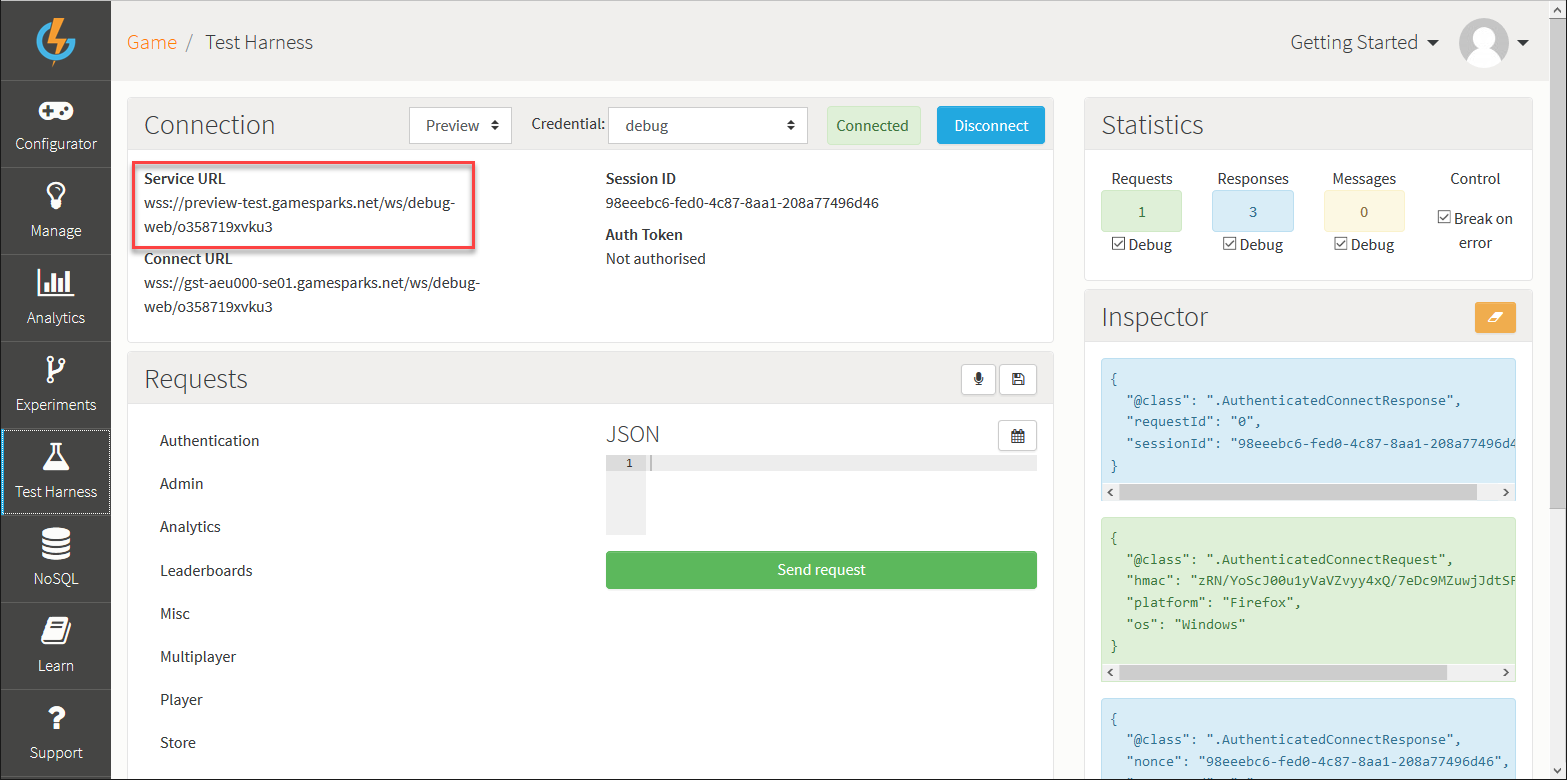 Game / Test Harness
Getting Started
Configurator
Manage
Analytics
Experiments
Test Harness
NoSQL
Learn
Support
Connection
Preview
Credential:
debug
Connected
Disconnect
Service URL
wss://preview-test.gamesparks.net/ws/debug-
web/o358719xvku3
Connect URL
wss://gst-aeu000-se01.gamesparks.net/ws/debug-
web/o358719xvku3
Session ID
98eeebc6-fed0-4c87-8aa1-208a77496d46
Auth Token
Not authorised
Requests
Authentication
Admin
Analytics
Leaderboards
Misc
Multiplayer
Player
Store
JSON
1
Send request
Statistics
Requests
1
Debug
Responses
3
Debug
Messages
0
Debug
Control
Break on
error
Inspector
{
"@class": ".AuthenticatedConnectResponse",
"requestId": "0",
"sessionId": "98eeebc6-fed0-4c87-8aa1-208a77496d4
}
{
"@class": ".AuthenticatedConnectRequest",
"hmac": "zRN/YoScJ00u1yVaVZvyy4xQ/7eDc9MZuwjJdtSF
"platform": "Firefox",
"os": "Windows"
}
{
"@class": ".AuthenticatedConnectResponse",
"nonce": "98eeebc6-fed0-4c87-8aa1-208a77496d46",